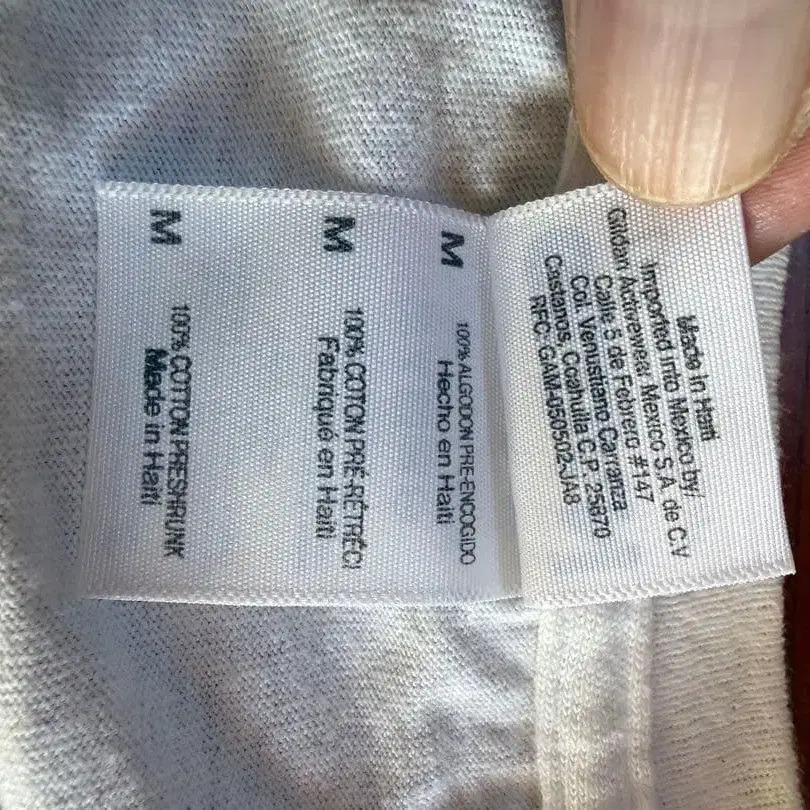 M
100% COTTON PRESHRUNK
Made in Haiti
M
100% COTON PRÉ-RÉTRÉCI
Fabriqué en Haïti
M
100% ALGODON PRE-ENCOGIDO
Hecho en Haiti
Made in Haiti
Imported into Mexico by/
Gildan Activewear Mexico S.A. de C.V
Calle 5 de Febrero #147
Col. Venustiano Carranza
Castanos, Coahuila C.P. 25870
RFC: GAM-050502-JA8